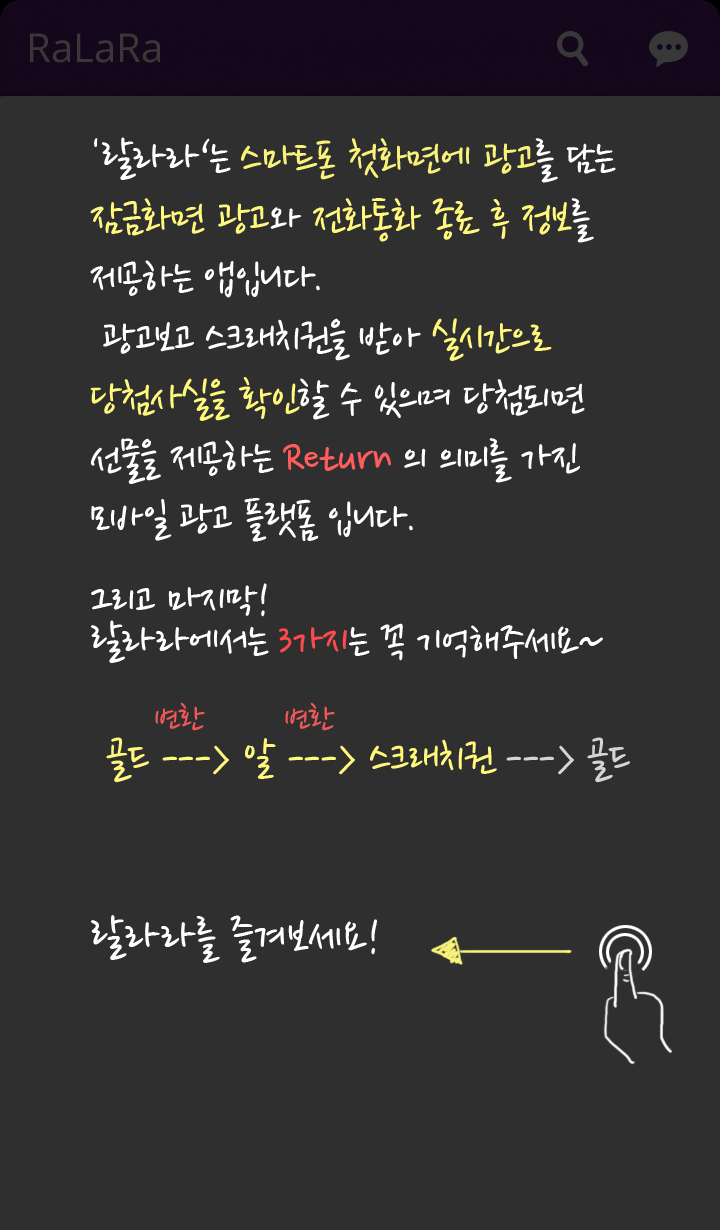 RaLaRa
'랄라라'는 스마트폰 첫화면에 광고를 담는
잠금화면 광고와 전화통화 종료 후 정보를
제공하는 앱입니다.
광고보고 스크래치권을 받아 실시간으로
당첨사실을 확인할 수 있으며 당첨되면
선물을 제공하는 Return 의 의미를 가진
모바일 광고 플랫폼 입니다.
그리고 마지막!
랄라라에서는 3가지는 꼭 기억해주세요~
변환 변환
골드 ---> 알 ---> 스크래치권 ---> 골드
랄라라를 즐겨보세요!